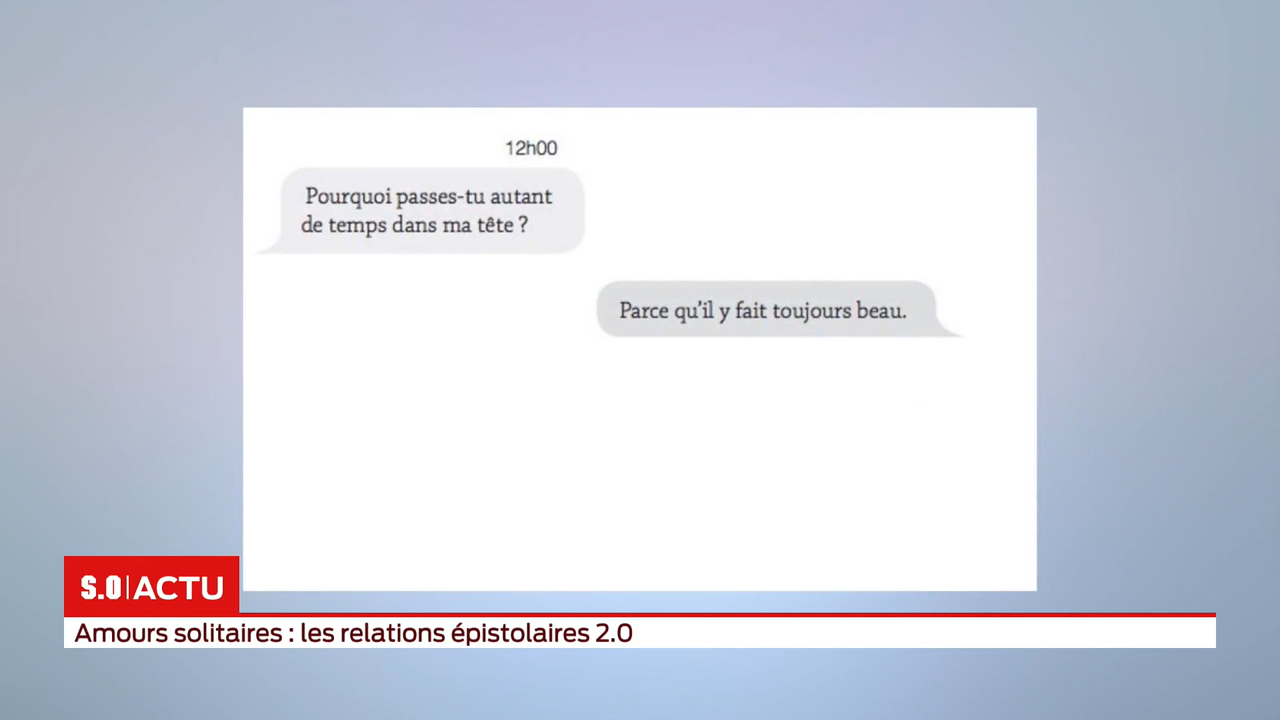 12h00
Pourquoi passes-tu autant
de temps dans ma tête ?
Parce qu'il y fait toujours beau.
S.O|ACTU
Amours solitaires : les relations épistolaires 2.0